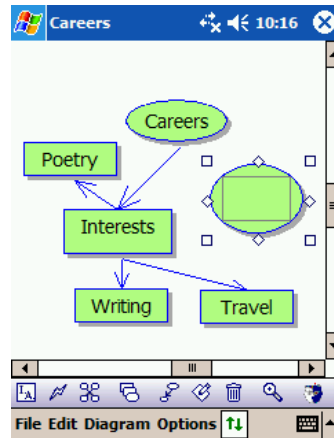 Careers 10:16
Careers
Poetry
Interests
Writing Travel
File Edit Diagram Options